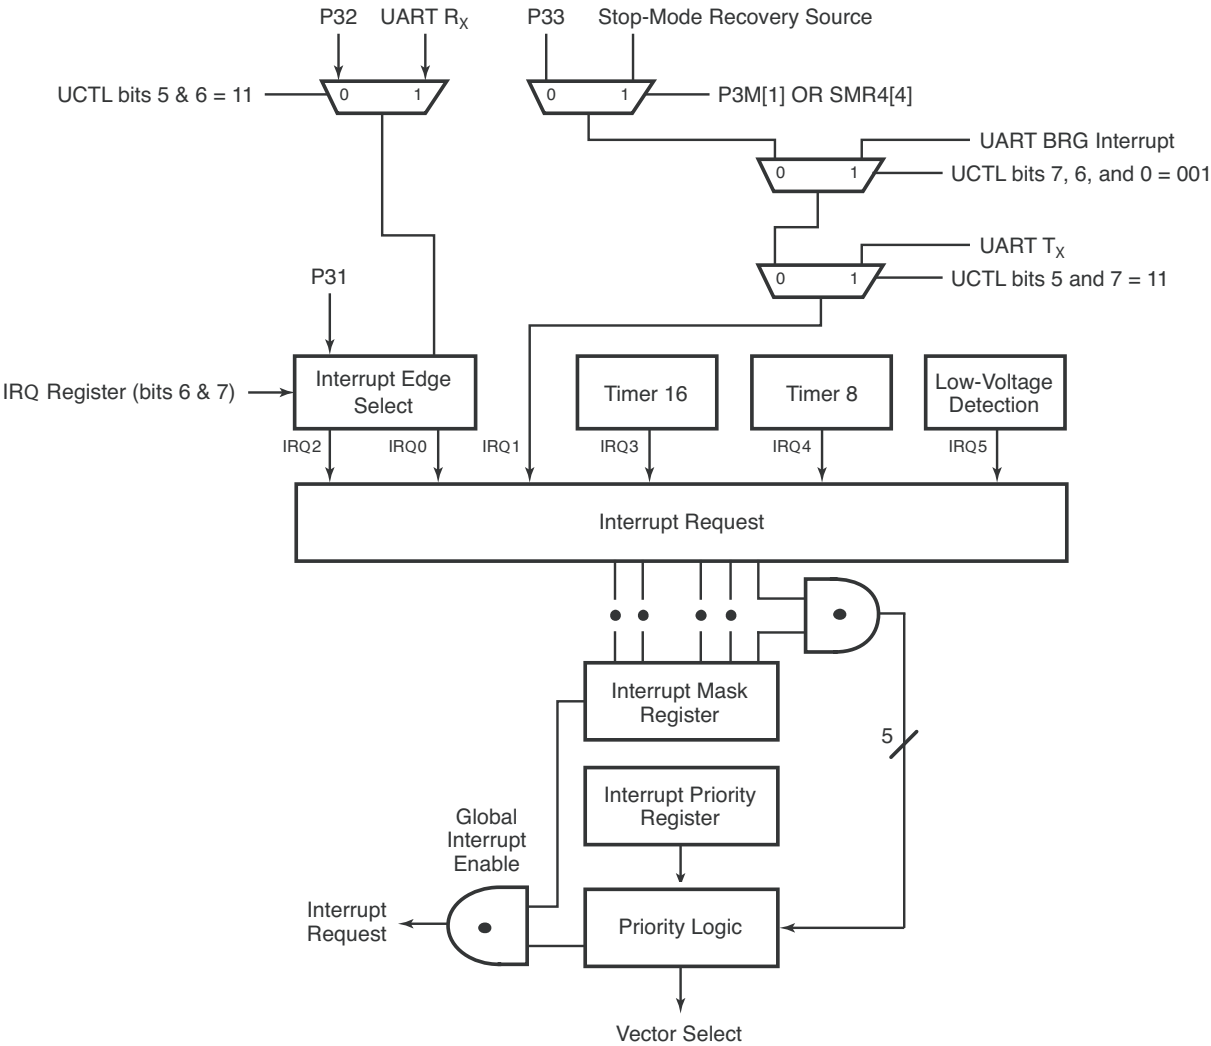 P32 UART RX P33 Stop-Mode Recovery Source
UCTL bits 5 & 6 = 11 0 1 0 1 P3M[1] OR SMR4[4]
UART BRG Interrupt
0 1 UCTL bits 7, 6, and 0 = 001
UART TX
P31 0 1 UCTL bits 5 and 7 = 11
IRQ Register (bits 6 & 7)
Interrupt Edge
Select
Timer 16
Timer 8
Low-Voltage
Detection
IRQ2 IRQ0 IRQ1 IRQ3 IRQ4 IRQ5
Interrupt Request
Interrupt Mask
Register
5
Interrupt Priority
Register
Global
Interrupt
Enable
Interrupt
Request
Priority Logic
Vector Select